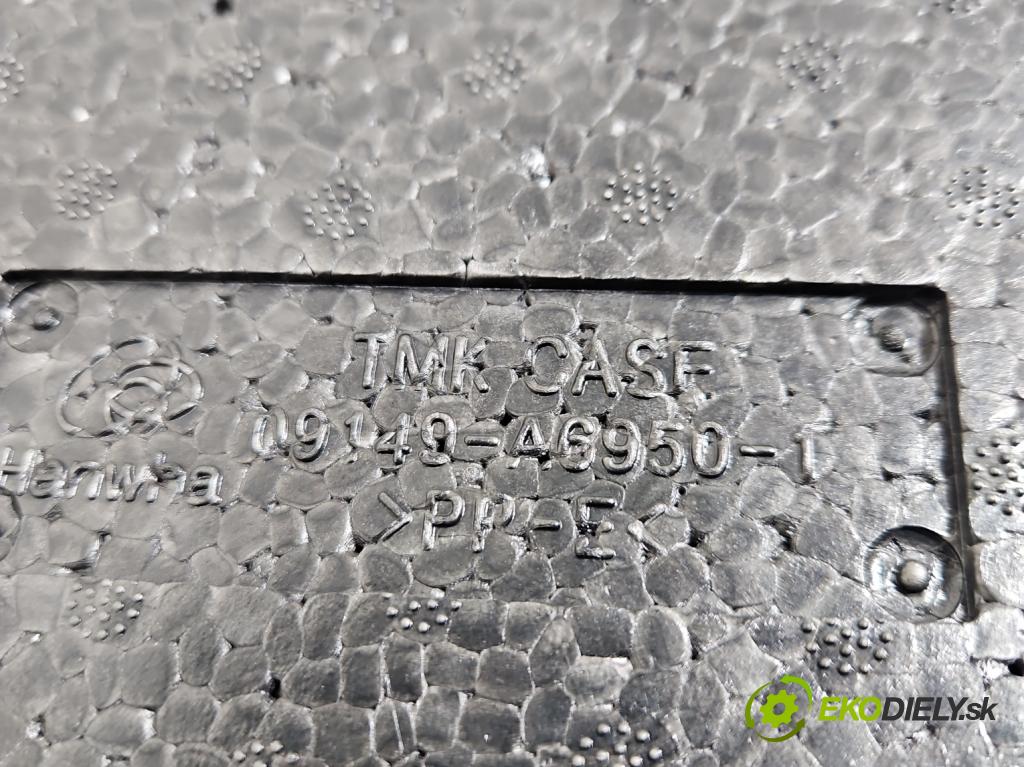 TMK CASE
09149-A6950-1
Hanwha
>PP-E<
EKODIELY.sk